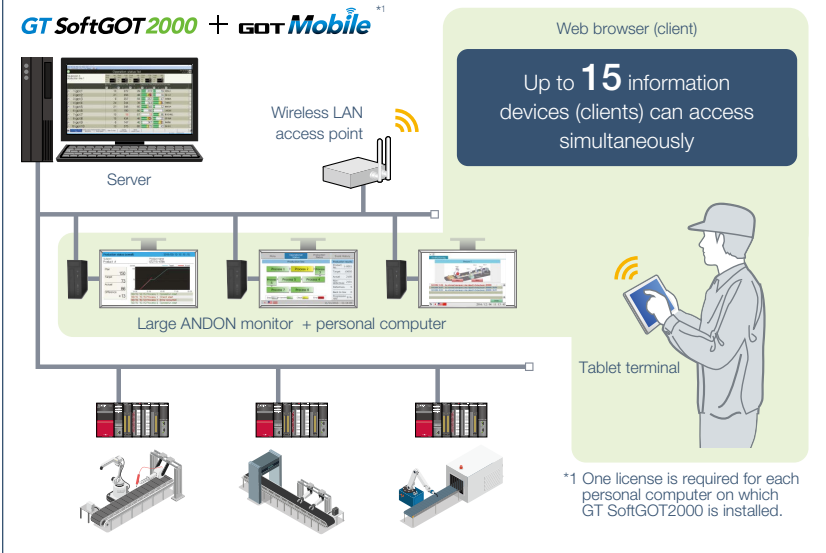 GT SoftGOT2000 + GOT Mobile *1
Web browser (client)
Up to 15 information
devices (clients) can access
simultaneously
Wireless LAN
access point
Server
Large ANDON monitor + personal computer
Tablet terminal
*1 One license is required for each
personal computer on which
GT SoftGOT2000 is installed.